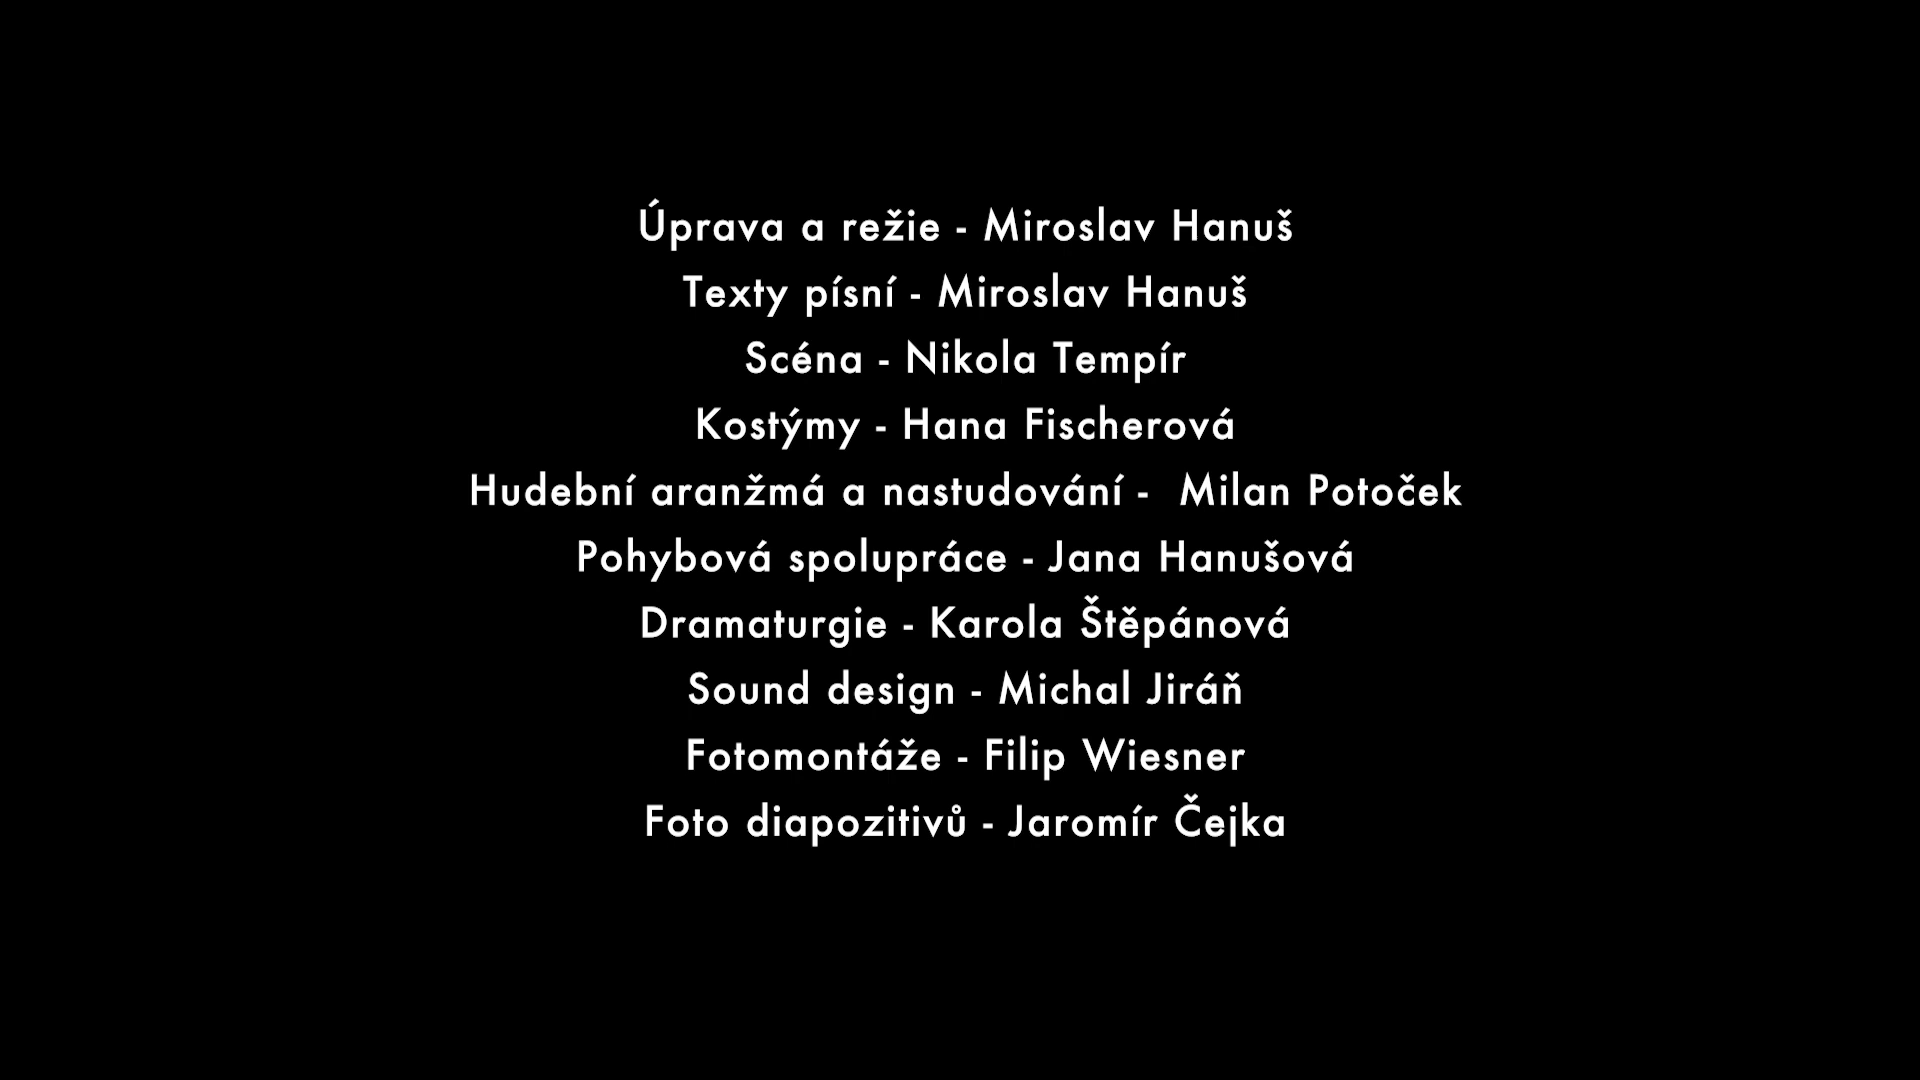 Úprava a režie - Miroslav Hanuš
Texty písní - Miroslav Hanuš
Scéna - Nikola Tempír
Kostýmy - Hana Fischerová
Hudební aranžmá a nastudování -  Milan Potoček
Pohybová spolupráce - Jana Hanušová
Dramaturgie - Karola Štěpánová
Sound design - Michal Jiráň
Fotomontáže - Filip Wiesner
Foto diapozitivů - Jaromír Čejka